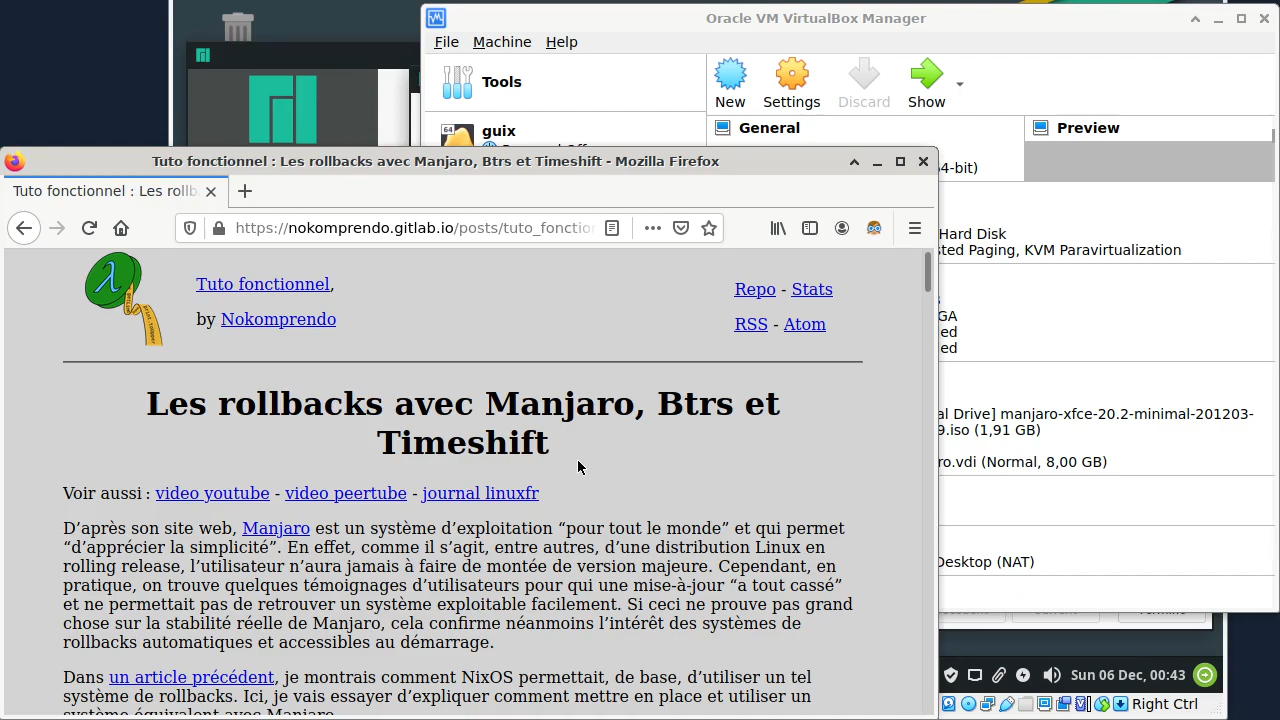 Oracle VM VirtualBox Manager
File Machine Help
Tools
New Settings Discard Show
guix
64
General
Preview
64-bit)
Hard Disk
sted Paging, KVM Paravirtualization
GA
ed
ed
al Drive] manjaro-xfce-20.2-minimal-201203-
9.iso (1,91 GB)
ro.vdi (Normal, 8,00 GB)
Desktop (NAT)
Tuto fonctionnel : Les rollbacks avec Manjaro, Btrs et Timeshift - Mozilla Firefox
Tuto fonctionnel : Les rollb
https://nokomprendo.gitlab.io/posts/tuto_fonctio
Tuto fonctionnel,
by Nokomprendo
Repo - Stats
RSS - Atom
Les rollbacks avec Manjaro, Btrs et
Timeshift
Voir aussi : video youtube - video peertube - journal linuxfr
D’après son site web, Manjaro est un système d’exploitation “pour tout le monde” et qui permet
“d’apprécier la simplicité”. En effet, comme il s’agit, entre autres, d’une distribution Linux en
rolling release, l’utilisateur n’aura jamais à faire de montée de version majeure. Cependant, en
pratique, on trouve quelques témoignages d’utilisateurs pour qui une mise-à-jour “a tout cassé”
et ne permettait pas de retrouver un système exploitable facilement. Si ceci ne prouve pas grand
chose sur la stabilité réelle de Manjaro, cela confirme néanmoins l’intérêt des systèmes de
rollbacks automatiques et accessibles au démarrage.
Dans un article précédent, je montrais comment NixOS permettait, de base, d’utiliser un tel
système de rollbacks. Ici, je vais essayer d’expliquer comment mettre en place et utiliser un
système équivalent avec Manjaro.
Sun 06 Dec, 00:43
Right Ctrl